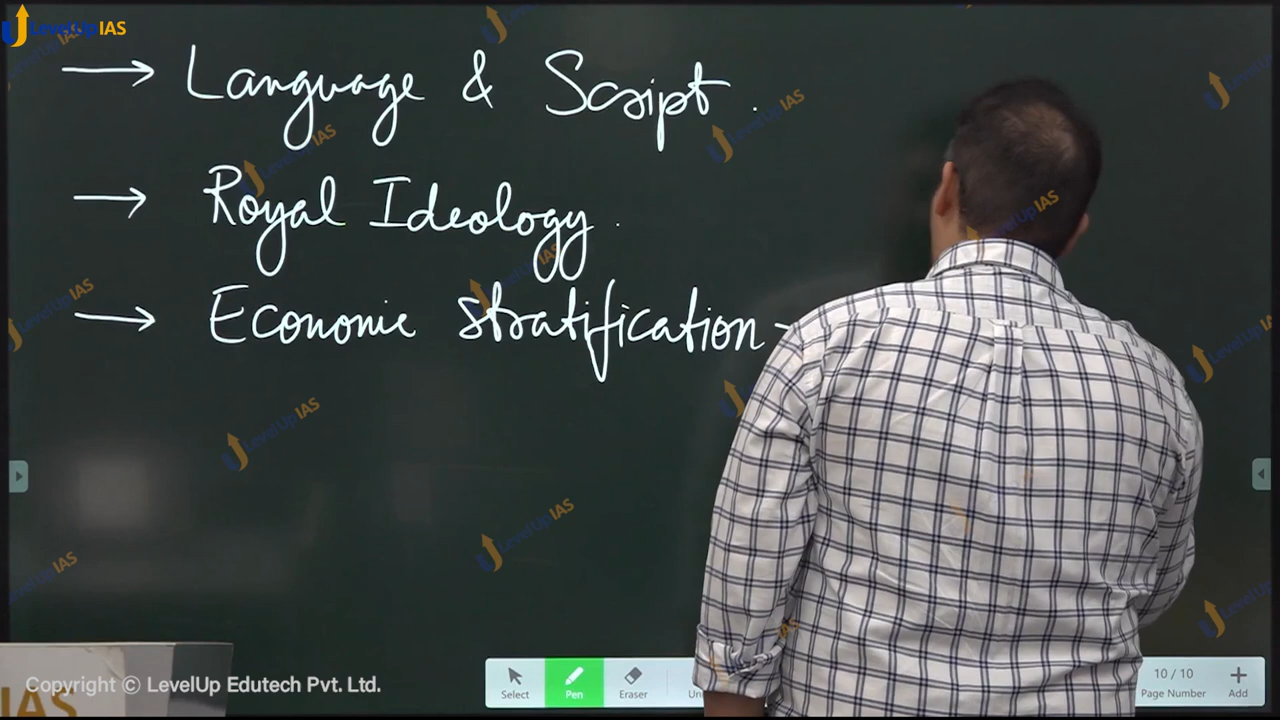 LevelUp IAS
→ Language & Script.
→ Royal Ideology.
→ Economic Stratification -
Select
Pen
Eraser
10 / 10
Page Number
Add
Copyright © LevelUp Edutech Pvt. Ltd.
IAS